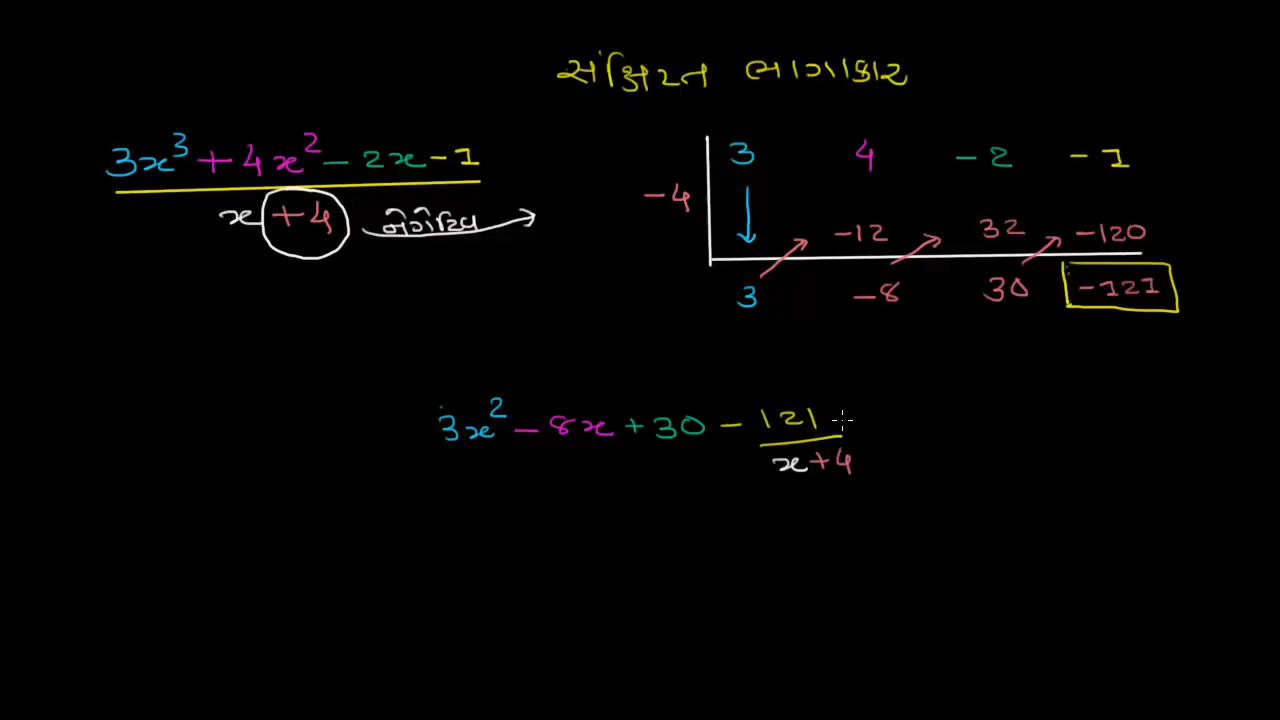 સંક્ષિપ્ત ભાગાકાર
3x³ + 4x² - 2x - 1
x + 4 નેગેટિવ
3 4 -2 -1
-4
-12 32 -120
3 -8 30 -121
3x² - 8x + 30 - 121
x + 4